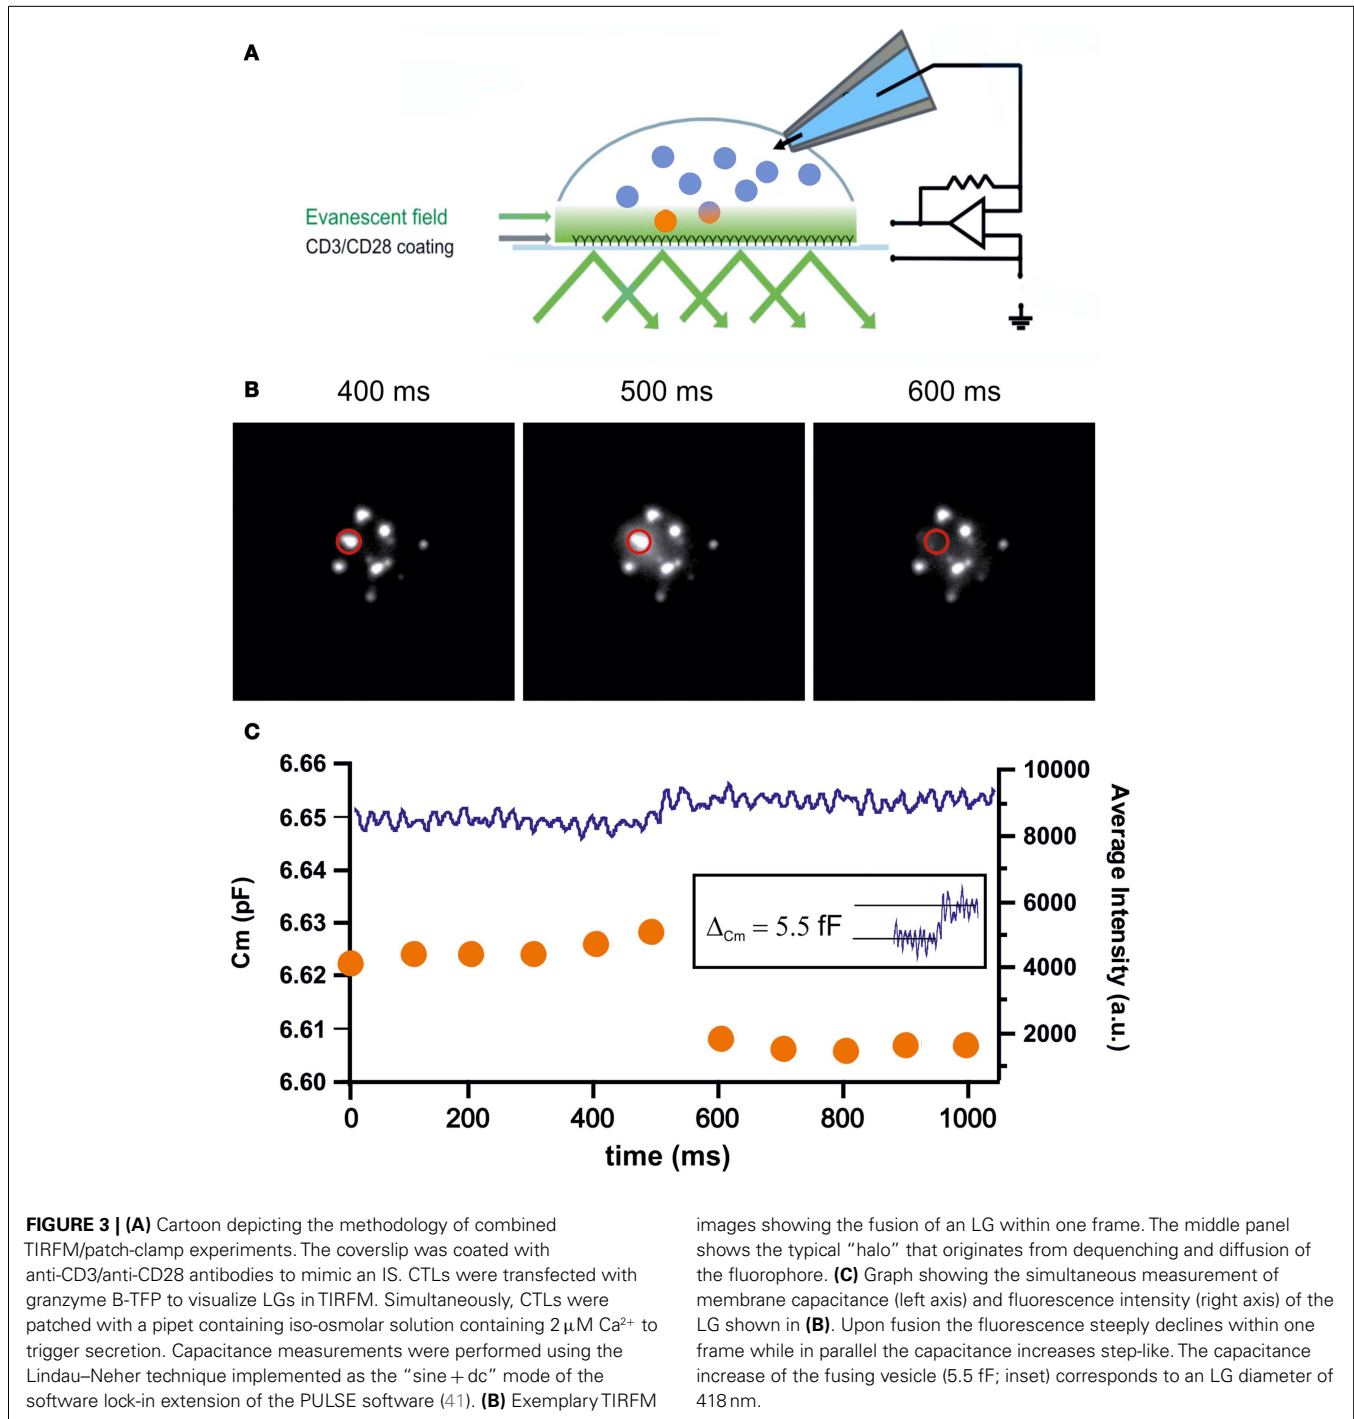 A
Evanescent field
CD3/CD28 coating
B
400 ms
500 ms
600 ms
C
6.66
6.65
6.64
6.63
6.62
6.61
6.60
Cm (pF)
10000
8000
6000
4000
2000
Average Intensity (a.u.)
ΔCm = 5.5 fF
0
200
400
600
800
1000
time (ms)
FIGURE 3 | (A) Cartoon depicting the methodology of combined
TIRFM/patch-clamp experiments. The coverslip was coated with
anti-CD3/anti-CD28 antibodies to mimic an IS. CTLs were transfected with
granzyme B-TFP to visualize LGs in TIRFM. Simultaneously, CTLs were
patched with a pipet containing iso-osmolar solution containing 2 μM Ca²⁺ to
trigger secretion. Capacitance measurements were performed using the
Lindau–Neher technique implemented as the “sine + dc” mode of the
software lock-in extension of the PULSE software (41). (B) Exemplary TIRFM
images showing the fusion of an LG within one frame. The middle panel
shows the typical “halo” that originates from dequenching and diffusion of
the fluorophore. (C) Graph showing the simultaneous measurement of
membrane capacitance (left axis) and fluorescence intensity (right axis) of the
LG shown in (B). Upon fusion the fluorescence steeply declines within one
frame while in parallel the capacitance increases step-like. The capacitance
increase of the fusing vesicle (5.5 fF; inset) corresponds to an LG diameter of
418 nm.